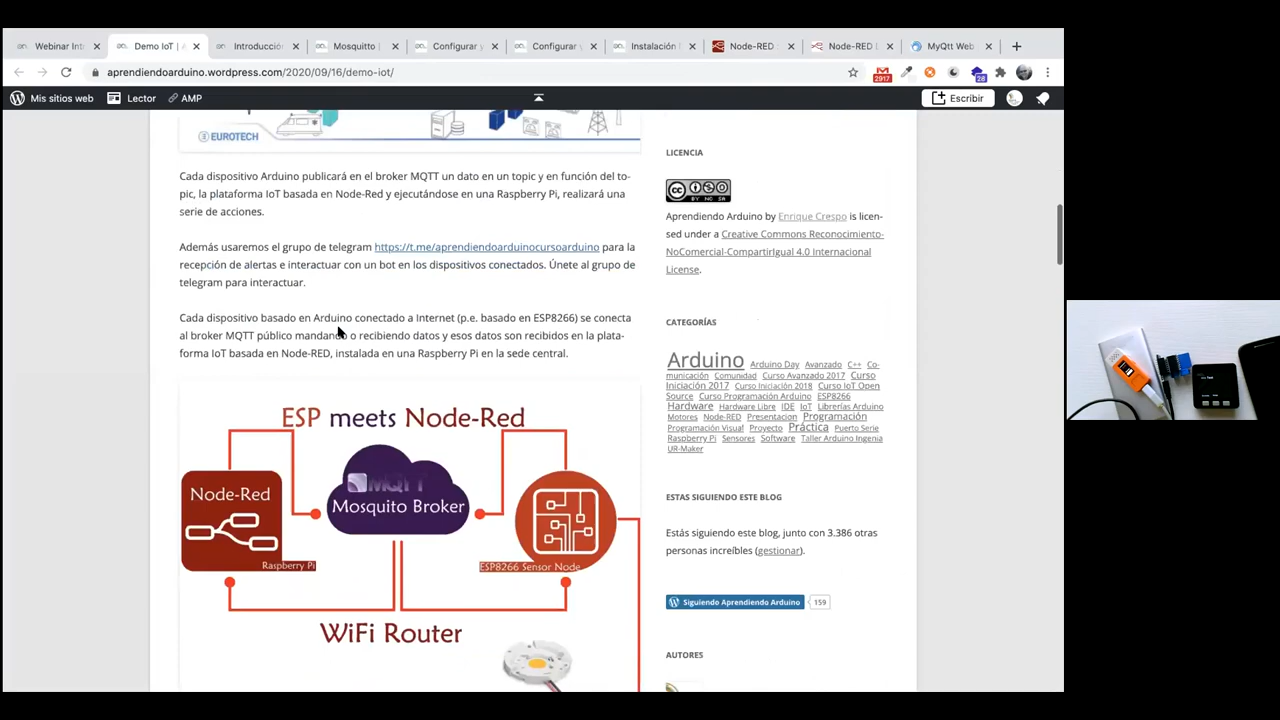 Webinar Int
Demo IoT | A
Introducció
Mosquitto |
Configurar y
Configurar y
Instalación N
Node-RED S
Node-RED L
MyQtt Web
aprendiendoarduino.wordpress.com/2020/09/16/demo-iot/
2917
28
Mis sitios web
Lector
AMP
Escribir
EUROTECH
Cada dispositivo Arduino publicará en el broker MQTT un dato en un topic y en función del to-
pic, la plataforma IoT basada en Node-Red y ejecutándose en una Raspberry Pi, realizará una
serie de acciones.
Además usaremos el grupo de telegram https://t.me/aprendiendoarduinocursoarduino para la
recepción de alertas e interactuar con un bot en los dispositivos conectados. Únete al grupo de
telegram para interactuar.
Cada dispositivo basado en Arduino conectado a Internet (p.e. basado en ESP8266) se conecta
al broker MQTT público mandando o recibiendo datos y esos datos son recibidos en la plata-
forma IoT basada en Node-RED, instalada en una Raspberry Pi en la sede central.
ESP meets Node-Red
Node-Red
Raspberry Pi
MQTT
Mosquito Broker
ESP8266 Sensor Node
WiFi Router
LICENCIA
CC BY NC SA
Aprendiendo Arduino by Enrique Crespo is licen-
sed under a Creative Commons Reconocimiento-
NoComercial-CompartirIgual 4.0 Internacional
License.
CATEGORÍAS
Arduino Arduino Day Avanzado C++ Co-
municación Comunidad Curso Avanzado 2017 Curso
Iniciación 2017 Curso Iniciación 2018 Curso IoT Open
Source Curso Programación Arduino ESP8266
Hardware Hardware Libre IDE IoT Librerías Arduino
Motores Node-RED Presentacion Programación
Programación Visual Proyecto Práctica Puerto Serie
Raspberry Pi Sensores Software Taller Arduino Ingenia
UR-Maker
ESTAS SIGUIENDO ESTE BLOG
Estás siguiendo este blog, junto con 3.386 otras
personas increíbles (gestionar).
Siguiendo Aprendiendo Arduino
159
AUTORES